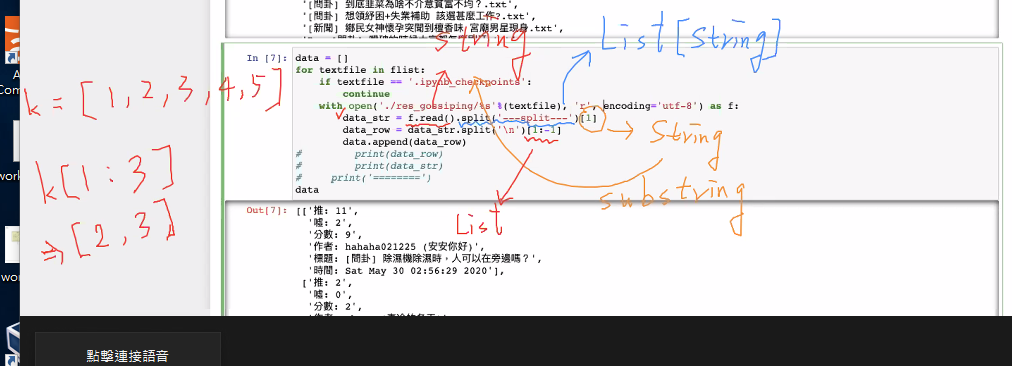 '[問卦] 到底韭菜為啥不介意貧富不均？.txt',
'[問卦] 想領紓困+失業補助 該選甚麼工作?.txt',
'[新聞] 鄉民女神懷孕突聞到檀香味 宮廟男星現身.txt',
String
List[String]
In [7]:
data = []
for textfile in flist:
if textfile == '.ipynb_checkpoints':
continue
with open('./res_gossiping/%s'%(textfile), 'r', encoding='utf-8') as f:
data_str = f.read().split('---split---')[1]
data_row = data_str.split('\n')[1:-1]
data.append(data_row)
# print(data_row)
# print(data_str)
# print('========')
data
k = [1, 2, 3, 4, 5]
k[1 : 3]
⇒ [2, 3]
→ String
substring
List
Out[7]:
[['推: 11',
'噓: 2',
'分數: 9',
'作者: hahaha021225 (安安你好)',
'標題: [問卦] 除濕機除濕時，人可以在旁邊嗎？',
'時間: Sat May 30 02:56:29 2020'],
['推: 2',
'噓: 0',
'分數: 2',
點擊連接語音